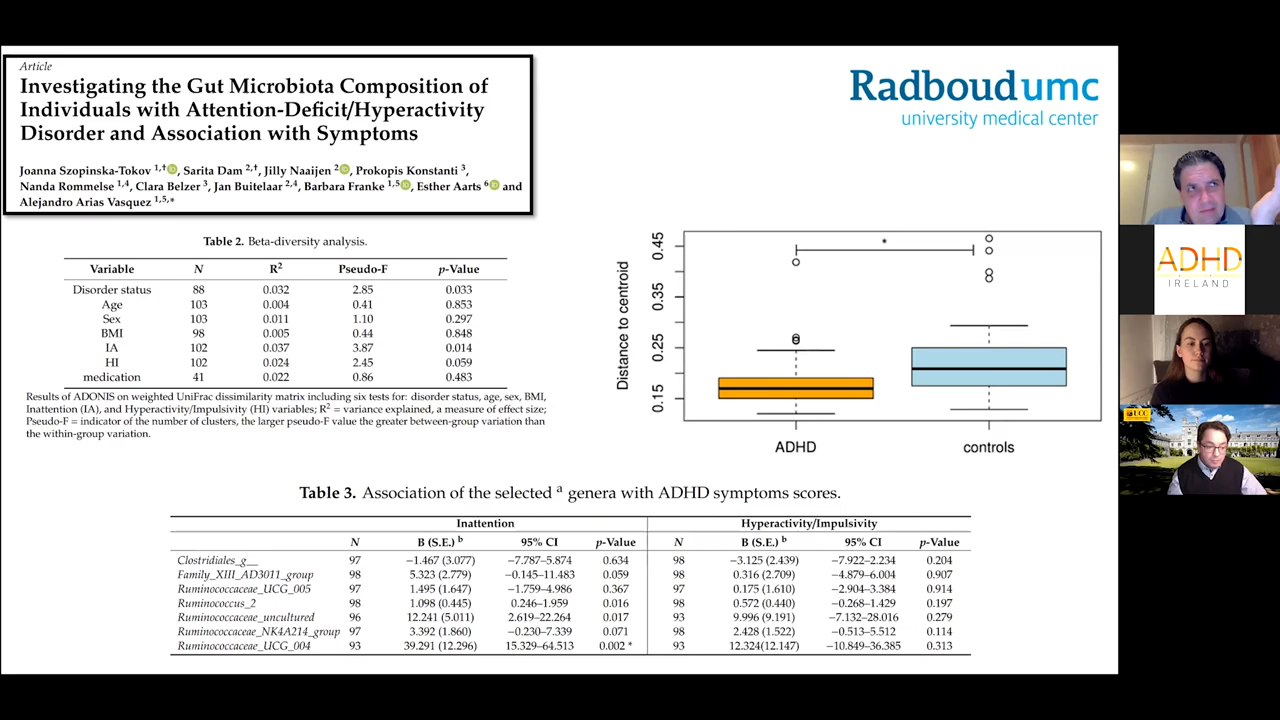 Article
Investigating the Gut Microbiota Composition of
Individuals with Attention-Deficit/Hyperactivity
Disorder and Association with Symptoms
Joanna Szopinska-Tokov 1,†, Sarita Dam 2,†, Jilly Naaijen 2, Prokopis Konstanti 3,
Nanda Rommelse 1,4, Clara Belzer 3, Jan Buitelaar 2,4, Barbara Franke 1,5, Esther Aarts 6 and
Alejandro Arias Vasquez 1,5,*
Radboudumc
university medical center
Table 2. Beta-diversity analysis.
Variable N R2 Pseudo-F p-Value
Disorder status 88 0.032 2.85 0.033
Age 103 0.004 0.41 0.853
Sex 103 0.011 1.10 0.297
BMI 98 0.005 0.44 0.848
IA 102 0.037 3.87 0.014
HI 102 0.024 2.45 0.059
medication 41 0.022 0.86 0.483
Results of ADONIS on weighted UniFrac dissimilarity matrix including six tests for: disorder status, age, sex, BMI,
Inattention (IA), and Hyperactivity/Impulsivity (HI) variables; R2 = variance explained, a measure of effect size;
Pseudo-F = indicator of the number of clusters, the larger pseudo-F value the greater between-group variation than
the within-group variation.
Distance to centroid
0.45
0.35
0.25
0.15
*
ADHD controls
Table 3. Association of the selected a genera with ADHD symptoms scores.
Inattention Hyperactivity/Impulsivity
N B (S.E.) b 95% CI p-Value N B (S.E.) b 95% CI p-Value
Clostridiales_g__ 97 −1.467 (3.077) −7.787–5.874 0.634 98 −3.125 (2.439) −7.922–2.234 0.204
Family_XIII_AD3011_group 98 5.323 (2.779) −0.145–11.483 0.059 98 0.316 (2.709) −4.879–6.004 0.907
Ruminococcaceae_UCG_005 97 1.495 (1.647) −1.759–4.986 0.367 97 0.175 (1.610) −2.904–3.384 0.914
Ruminococcus_2 98 1.098 (0.445) 0.246–1.959 0.016 98 0.572 (0.440) −0.268–1.429 0.197
Ruminococcaceae_uncultured 96 12.241 (5.011) 2.619–22.264 0.017 93 9.996 (9.191) −7.132–28.016 0.279
Ruminococcaceae_NK4A214_group 97 3.392 (1.860) −0.230–7.339 0.071 98 2.428 (1.522) −0.513–5.512 0.114
Ruminococcaceae_UCG_004 93 39.291 (12.296) 15.329–64.513 0.002 * 93 12.324(12.147) −10.849–36.385 0.313
ADHD
IRELAND
UCC